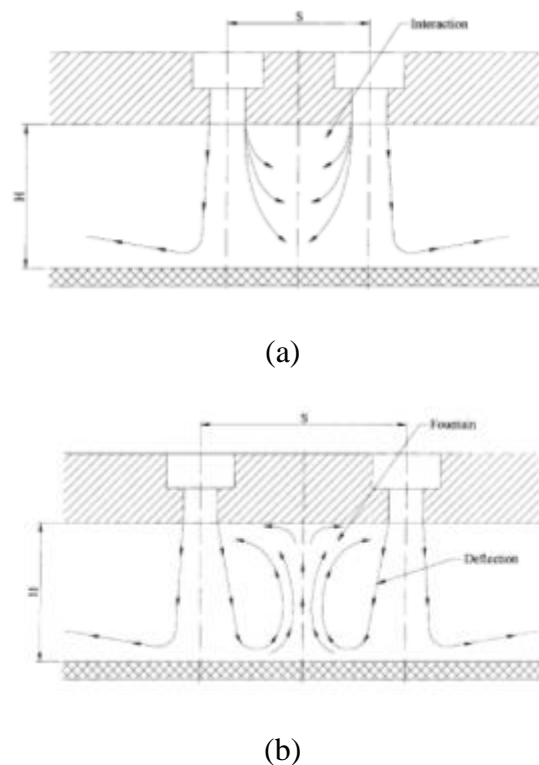 S
Interaction
H
(a)
S
Fountain
Deflection
H
(b)